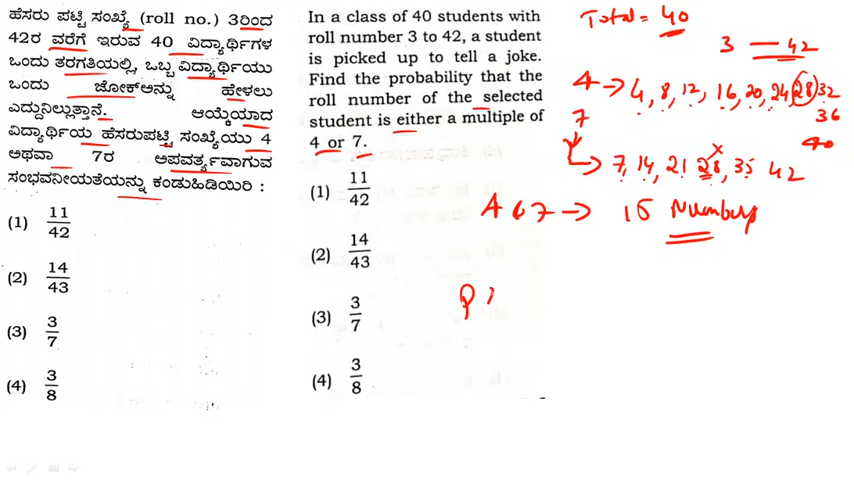 ಹೆಸರು ಪಟ್ಟಿ ಸಂಖ್ಯೆ (roll no.) 3ರಿಂದ
42ರ ವರೆಗೆ ಇರುವ 40 ವಿದ್ಯಾರ್ಥಿಗಳ
ಒಂದು ತರಗತಿಯಲ್ಲಿ, ಒಬ್ಬ ವಿದ್ಯಾರ್ಥಿಯು
ಒಂದು ಜೋಕ್‌ಅನ್ನು ಹೇಳಲು
ಎದ್ದುನಿಲ್ಲುತ್ತಾನೆ. ಆಯ್ಕೆಯಾದ
ವಿದ್ಯಾರ್ಥಿಯ ಹೆಸರುಪಟ್ಟಿ ಸಂಖ್ಯೆಯು 4
ಅಥವಾ 7ರ ಅಪವರ್ತ್ಯವಾಗುವ
ಸಂಭವನೀಯತೆಯನ್ನು ಕಂಡುಹಿಡಿಯಿರಿ :
(1) 11/42
(2) 14/43
(3) 3/7
(4) 3/8
In a class of 40 students with
roll number 3 to 42, a student
is picked up to tell a joke.
Find the probability that the
roll number of the selected
student is either a multiple of
4 or 7.
(1) 11/42
(2) 14/43
(3) 3/7
(4) 3/8
Total = 40
3 — 42
4 → 4, 8, 12, 16, 20, 24 28 32
36
40
7
→ 7, 14, 21 28, 35 42
4 & 7 → 15 Numbers
P